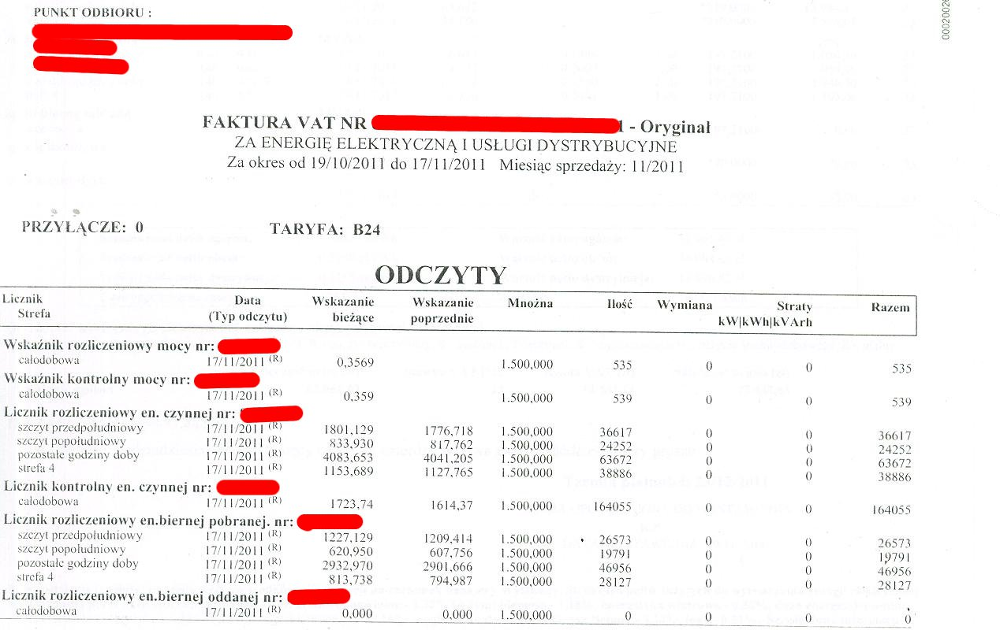 PUNKT ODBIORU :
00020026
FAKTURA VAT NR 1 - Oryginał
ZA ENERGIĘ ELEKTRYCZNĄ I USŁUGI DYSTRYBUCYJNE
Za okres od 19/10/2011 do 17/11/2011 Miesiąc sprzedaży: 11/2011
PRZYŁĄCZE: 0 TARYFA: B24
ODCZYTY
Licznik Data Wskazanie Wskazanie Mnożna Ilość Wymiana Straty Razem
Strefa (Typ odczytu) bieżące poprzednie kW|kWh|kVArh
Wskaźnik rozliczeniowy mocy nr:
całodobowa 17/11/2011 (R) 0,3569 1.500,000 535 0 0 535
Wskaźnik kontrolny mocy nr:
całodobowa 17/11/2011 (R) 0,359 1.500,000 539 0 0 539
Licznik rozliczeniowy en. czynnej nr:
szczyt przedpołudniowy 17/11/2011 (R) 1801,129 1776,718 1.500,000 36617 0 0 36617
szczyt popołudniowy 17/11/2011 (R) 833,930 817,762 1.500,000 24252 0 0 24252
pozostałe godziny doby 17/11/2011 (R) 4083,653 4041,205 1.500,000 63672 0 0 63672
strefa 4 17/11/2011 (R) 1153,689 1127,765 1.500,000 38886 0 0 38886
Licznik kontrolny en. czynnej nr:
całodobowa 17/11/2011 (R) 1723,74 1614,37 1.500,000 164055 0 0 164055
Licznik rozliczeniowy en.biernej pobranej. nr:
szczyt przedpołudniowy 17/11/2011 (R) 1227,129 1209,414 1.500,000 26573 0 0 26573
szczyt popołudniowy 17/11/2011 (R) 620,950 607,756 1.500,000 19791 0 0 19791
pozostałe godziny doby 17/11/2011 (R) 2932,970 2901,666 1.500,000 46956 0 0 46956
strefa 4 17/11/2011 (R) 813,738 794,987 1.500,000 28127 0 0 28127
Licznik rozliczeniowy en.biernej oddanej nr:
całodobowa 17/11/2011 (R) 0,000 0,000 1.500,000 0 0 0 0